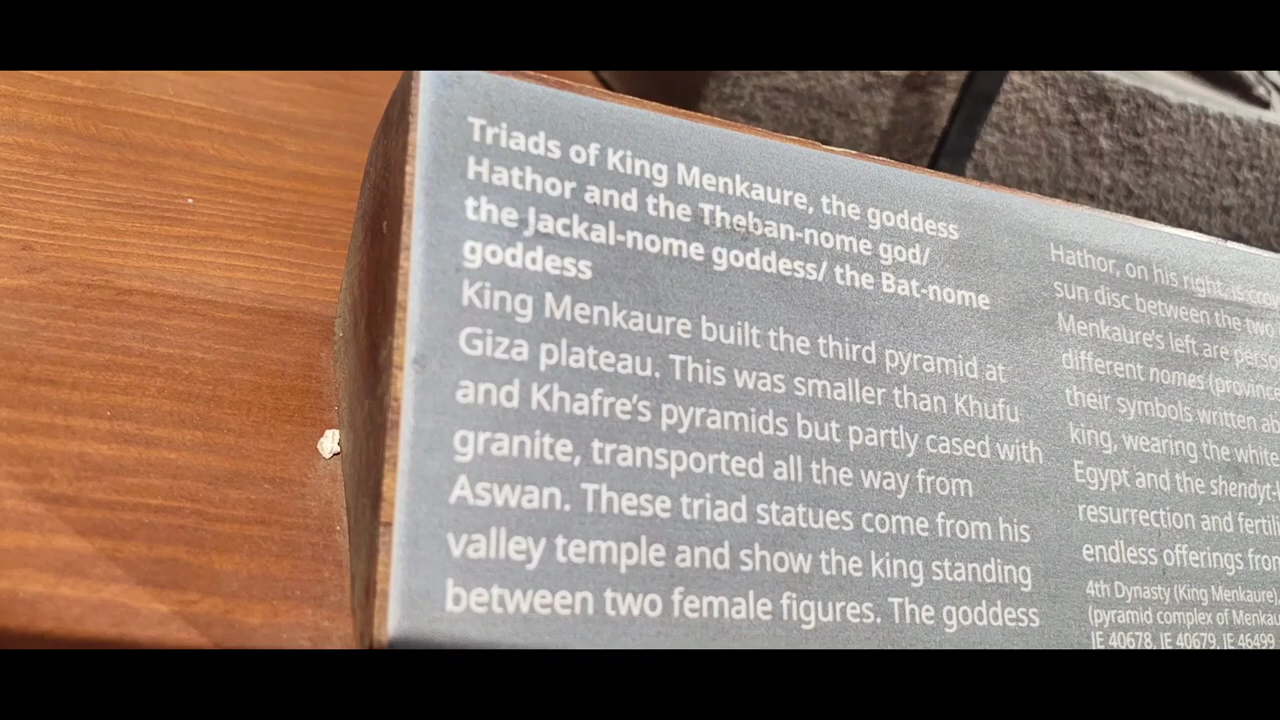 Triads of King Menkaure, the goddess
Hathor and the Theban-nome god/
the Jackal-nome goddess/ the Bat-nome
goddess
King Menkaure built the third pyramid at
Giza plateau. This was smaller than Khufu
and Khafre's pyramids but partly cased with
granite, transported all the way from
Aswan. These triad statues come from his
valley temple and show the king standing
between two female figures. The goddess
Hathor, on his right is
sun disc between the two
Menkaure's left are
different nomes
their symbols written
king, wearing the white
Egypt and the
resurrection and
endless offerings
4th Dynasty (King Menkaure)
(pyramid complex of
JE 40678, JE 40679, JE 46499